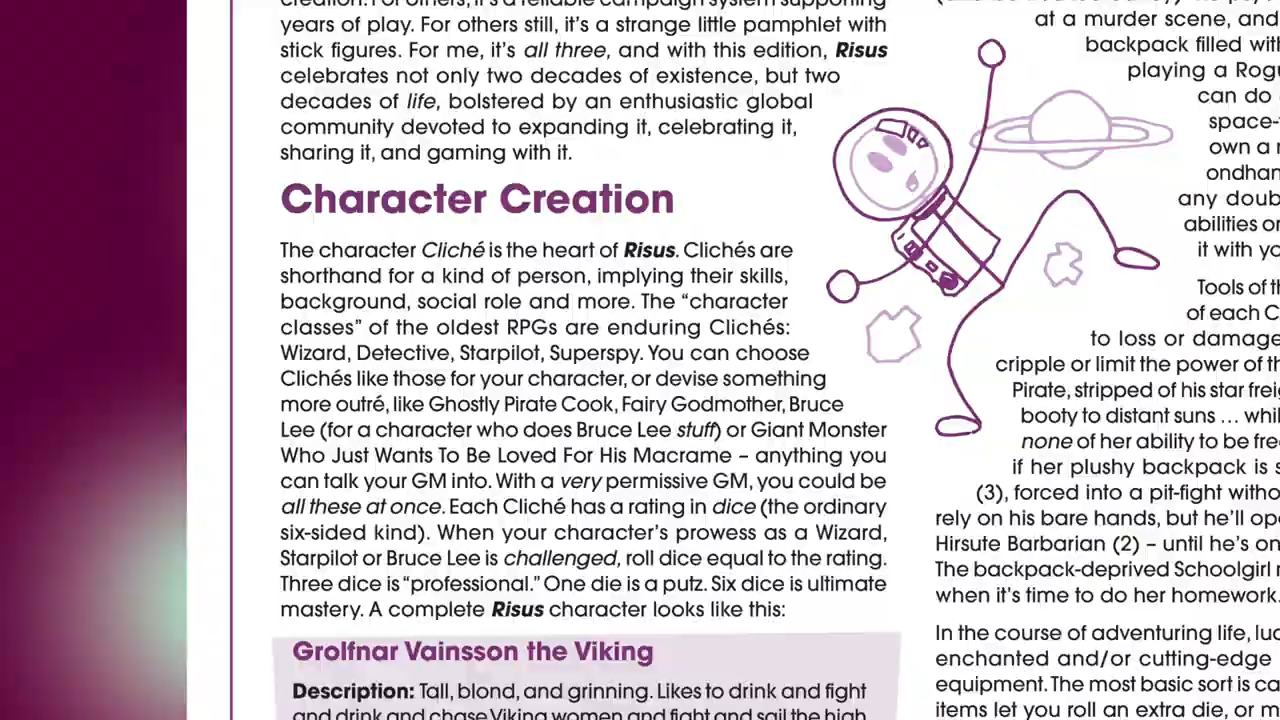 creation. For others, it's a reliable campaign system supporting
years of play. For others still, it's a strange little pamphlet with
stick figures. For me, it's all three, and with this edition, Risus
celebrates not only two decades of existence, but two
decades of life, bolstered by an enthusiastic global
community devoted to expanding it, celebrating it,
sharing it, and gaming with it.
Character Creation
The character Cliché is the heart of Risus. Clichés are
shorthand for a kind of person, implying their skills,
background, social role and more. The “character
classes” of the oldest RPGs are enduring Clichés:
Wizard, Detective, Starpilot, Superspy. You can choose
Clichés like those for your character, or devise something
more outré, like Ghostly Pirate Cook, Fairy Godmother, Bruce
Lee (for a character who does Bruce Lee stuff) or Giant Monster
Who Just Wants To Be Loved For His Macrame – anything you
can talk your GM into. With a very permissive GM, you could be
all these at once. Each Cliché has a rating in dice (the ordinary
six-sided kind). When your character's prowess as a Wizard,
Starpilot or Bruce Lee is challenged, roll dice equal to the rating.
Three dice is “professional.” One die is a putz. Six dice is ultimate
mastery. A complete Risus character looks like this:
Grolfnar Vainsson the Viking
Description: Tall, blond, and grinning. Likes to drink and fight
and drink and chase Viking women and fight and sail the high
at a murder scene, and
backpack filled with
playing a Rogu
can do
space-
own a
ondhan
any doub
abilities or
it with yo
Tools of th
of each C
to loss or damage
cripple or limit the power of th
Pirate, stripped of his star freig
booty to distant suns … whil
none of her ability to be fre
if her plushy backpack is s
(3), forced into a pit-fight witho
rely on his bare hands, but he'll ope
Hirsute Barbarian (2) – until he's on
The backpack-deprived Schoolgirl
when it's time to do her homework.
In the course of adventuring life, luc
enchanted and/or cutting-edge
equipment. The most basic sort is ca
items let you roll an extra die, or m